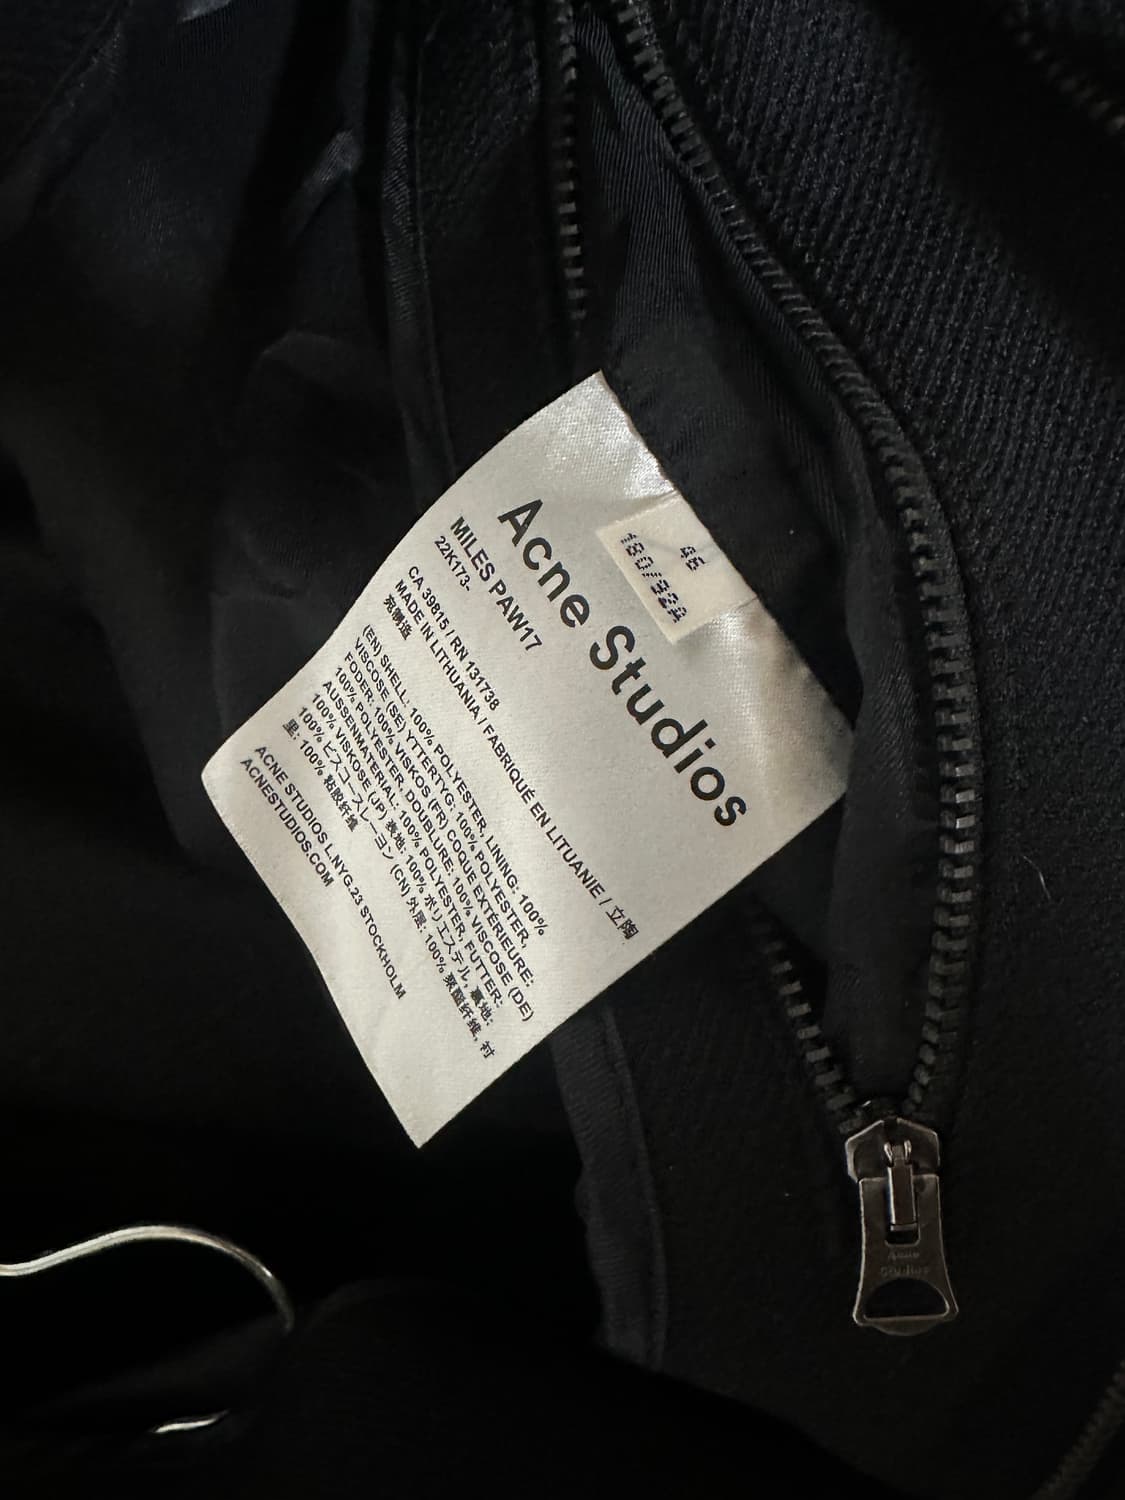 46
180/92A
Acne Studios
MILES PAW17
22K173-
CA 39815 / RN 131738
MADE IN LITHUANIA / FABRIQUÉ EN LITUANIE / 立陶
宛制造
(EN) SHELL: 100% POLYESTER, LINING: 100%
VISCOSE (SE) YTTERTYG: 100% POLYESTER,
FODER: 100% VISKOS (FR) COQUE EXTÉRIEURE:
100% POLYESTER, DOUBLURE: 100% VISCOSE (DE)
AUSSENMATERIAL: 100% POLYESTER, FUTTER:
100% VISKOSE (JP) 表地: 100% ポリエステル, 裏地:
100% ビスコースレーヨン (CN) 外层: 100% 聚酯纤维, 衬
里: 100% 粘胶纤维
ACNE STUDIOS L.NYG.23 STOCKHOLM
ACNESTUDIOS.COM
Acne
Studios